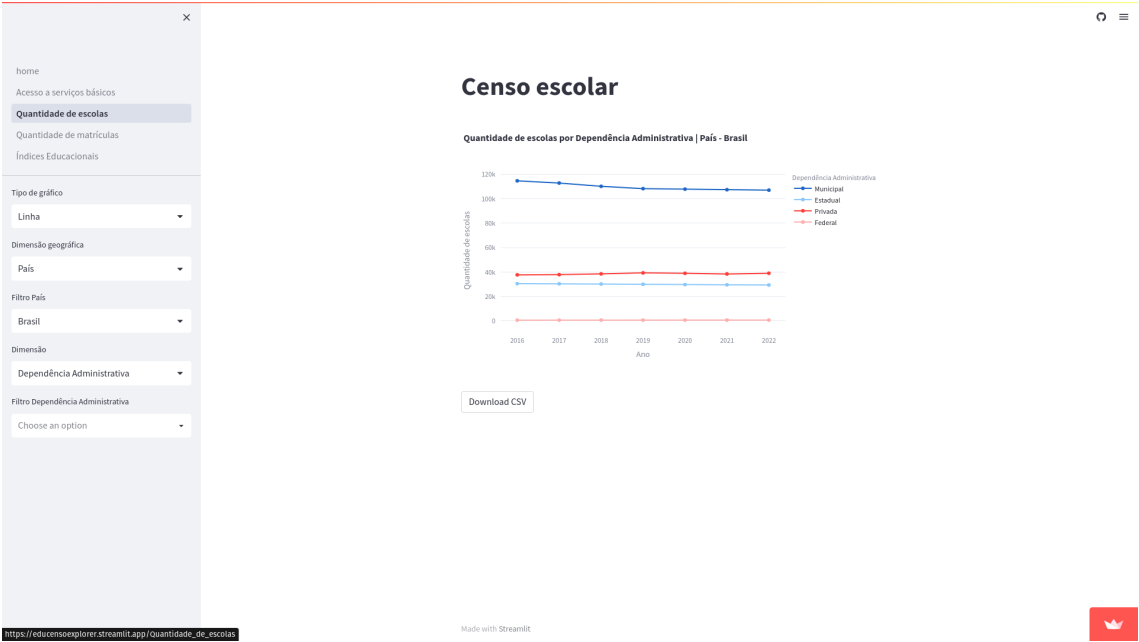 home
Acesso a serviços básicos
Quantidade de escolas
Quantidade de matrículas
Índices Educacionais
Tipo de gráfico
Linha
Dimensão geográfica
País
Filtro País
Brasil
Dimensão
Dependência Administrativa
Filtro Dependência Administrativa
Choose an option
https://educensoexplorer.streamlit.app/Quantidade_de_escolas
Censo escolar
Quantidade de escolas por Dependência Administrativa | País - Brasil
Quantidade de escolas
120k
100k
80k
60k
40k
20k
0
2016 2017 2018 2019 2020 2021 2022
Ano
Dependência Administrativa
Municipal
Estadual
Privada
Federal
Download CSV
Made with Streamlit